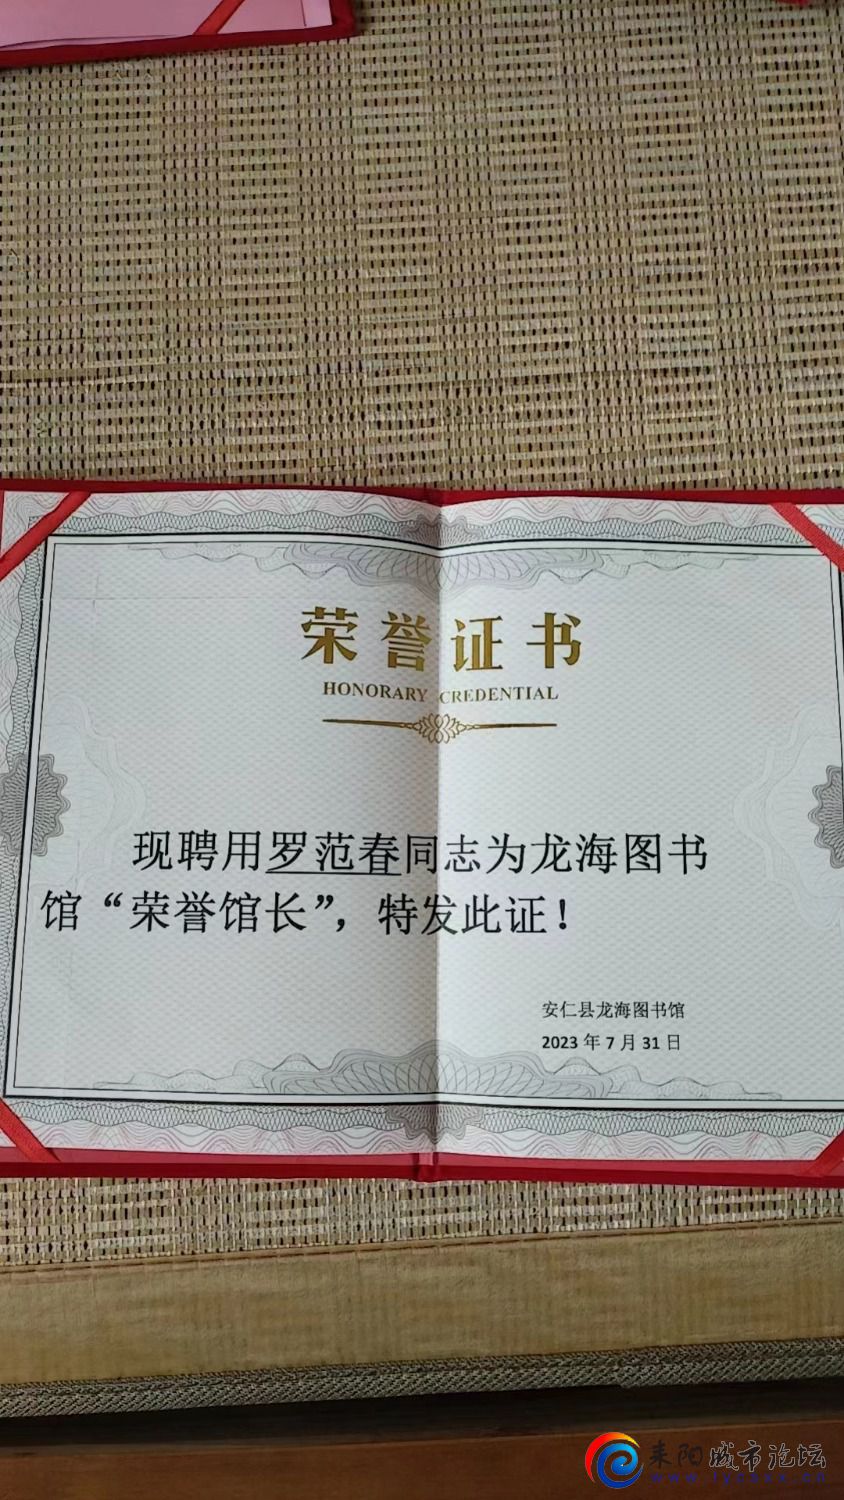 荣誉证书
HONORARY CREDENTIAL
现聘用罗范春同志为龙海图书
馆“荣誉馆长”，特发此证！
安仁县龙海图书馆
2023 年 7 月 31 日
耒阳城市论坛